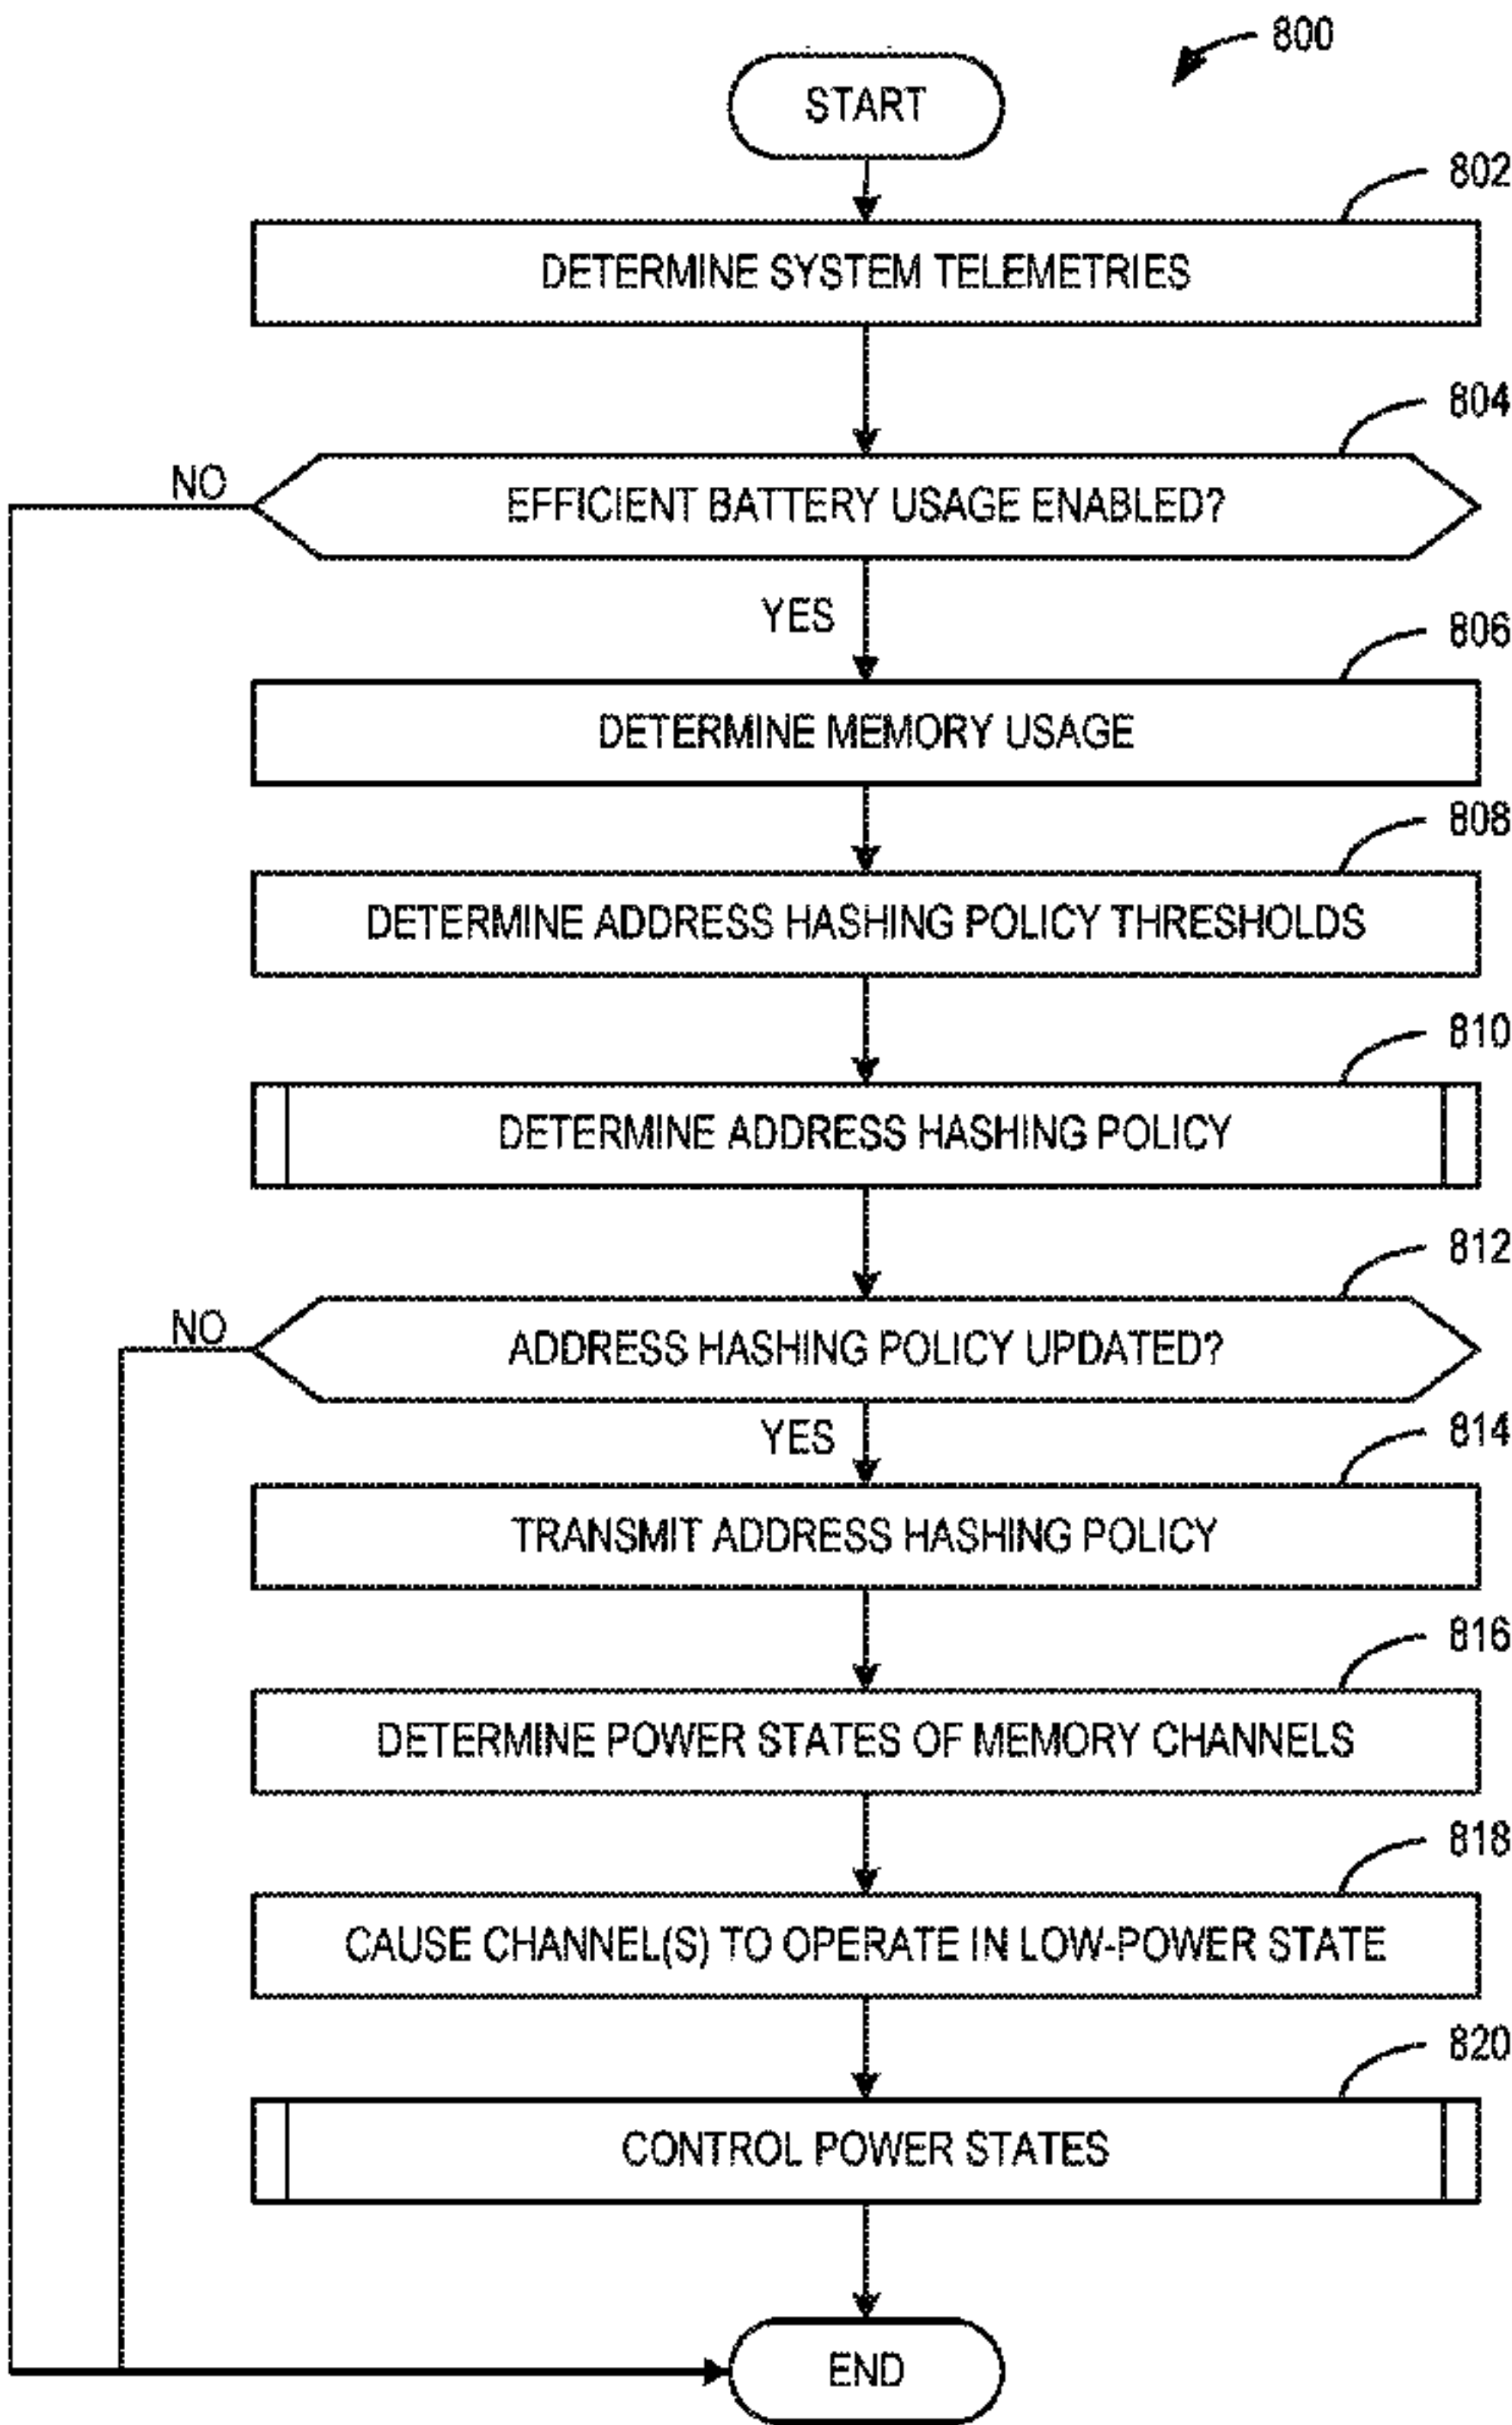 800
START
802
DETERMINE SYSTEM TELEMETRIES
804
NO
EFFICIENT BATTERY USAGE ENABLED?
YES
806
DETERMINE MEMORY USAGE
808
DETERMINE ADDRESS HASHING POLICY THRESHOLDS
810
DETERMINE ADDRESS HASHING POLICY
812
NO
ADDRESS HASHING POLICY UPDATED?
YES
814
TRANSMIT ADDRESS HASHING POLICY
816
DETERMINE POWER STATES OF MEMORY CHANNELS
818
CAUSE CHANNEL(S) TO OPERATE IN LOW-POWER STATE
820
CONTROL POWER STATES
END